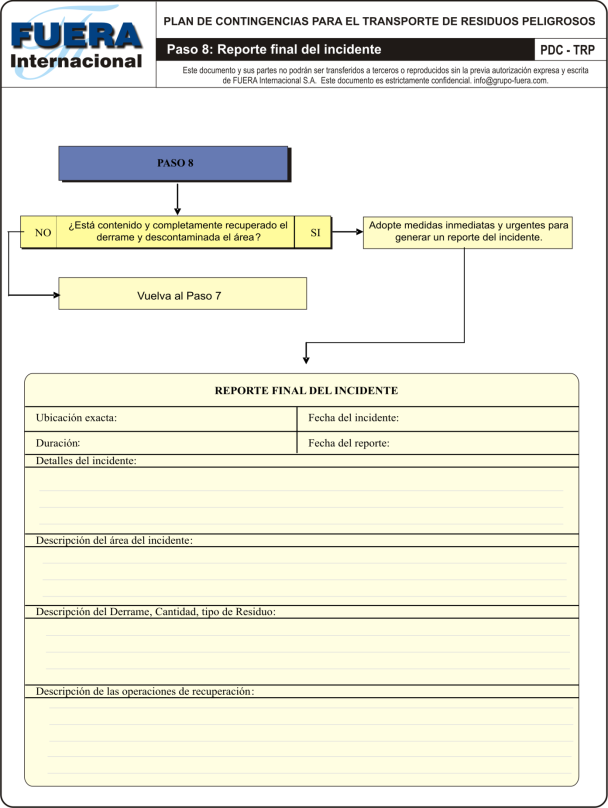 FUERA
Internacional
PLAN DE CONTINGENCIAS PARA EL TRANSPORTE DE RESIDUOS PELIGROSOS
Paso 8: Reporte final del incidente
PDC - TRP
Este documento y sus partes no podrán ser transferidos a terceros o reproducidos sin la previa autorización expresa y escrita
de FUERA Internacional S.A. Este documento es estrictamente confidencial. info@grupo-fuera.com.
PASO 8
NO
¿Está contenido y completamente recuperado el
derrame y descontaminada el área?
SI
Adopte medidas inmediatas y urgentes para
generar un reporte del incidente.
Vuelva al Paso 7
REPORTE FINAL DEL INCIDENTE
Ubicación exacta:
Fecha del incidente:
Duración:
Fecha del reporte:
Detalles del incidente:
Descripción del área del incidente:
Descripción del Derrame, Cantidad, tipo de Residuo:
Descripción de las operaciones de recuperación: